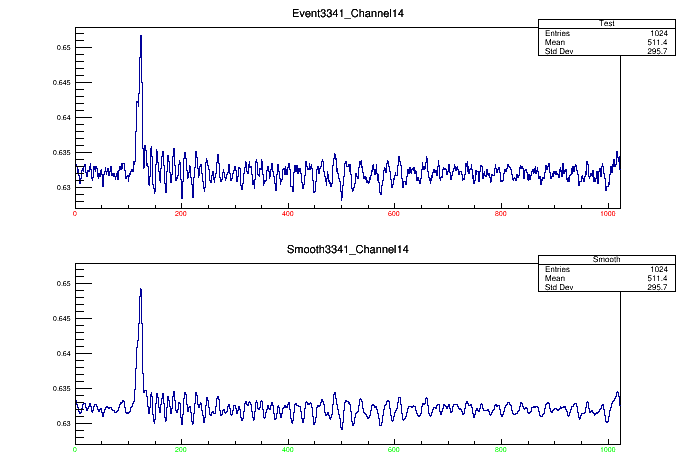 Event3341_Channel14
Test
Entries 1024
Mean 511.4
Std Dev 295.7
0.65
0.645
0.64
0.635
0.63
0 200 400 600 800 1000
Smooth3341_Channel14
Smooth
Entries 1024
Mean 511.4
Std Dev 295.7
0.65
0.645
0.64
0.635
0.63
0 200 400 600 800 1000